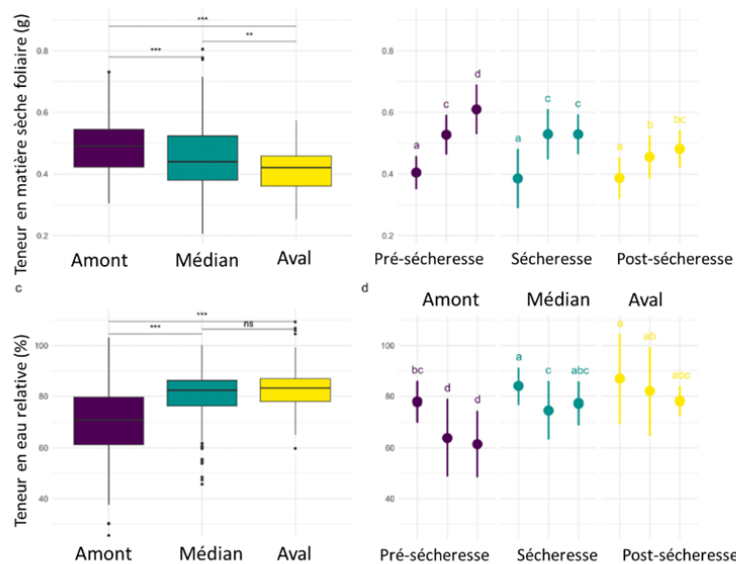 Teneur en matière sèche foliaire (g)
0.8
0.6
0.4
0.2
***
***
**
Amont
Médian
Aval
0.8
0.6
0.4
0.2
a
c
d
a
c
c
a
b
bc
Pré-sécheresse
Sécheresse
Post-sécheresse
c
Teneur en eau relative (%)
100
80
60
40
***
***
ns
Amont
Médian
Aval
d
Amont
Médian
Aval
100
80
60
40
bc
d
d
a
c
abc
a
ab
abc
Pré-sécheresse
Sécheresse
Post-sécheresse